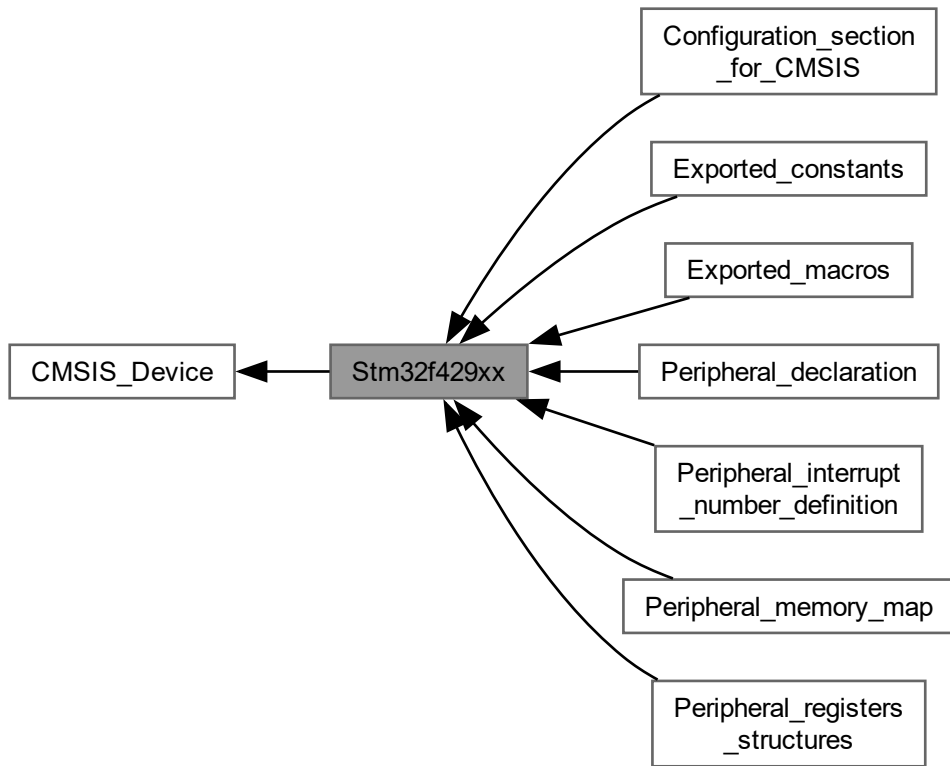 Configuration_section
_for_CMSIS
Exported_constants
Exported_macros
CMSIS_Device
Stm32f429xx
Peripheral_declaration
Peripheral_interrupt
_number_definition
Peripheral_memory_map
Peripheral_registers
_structures